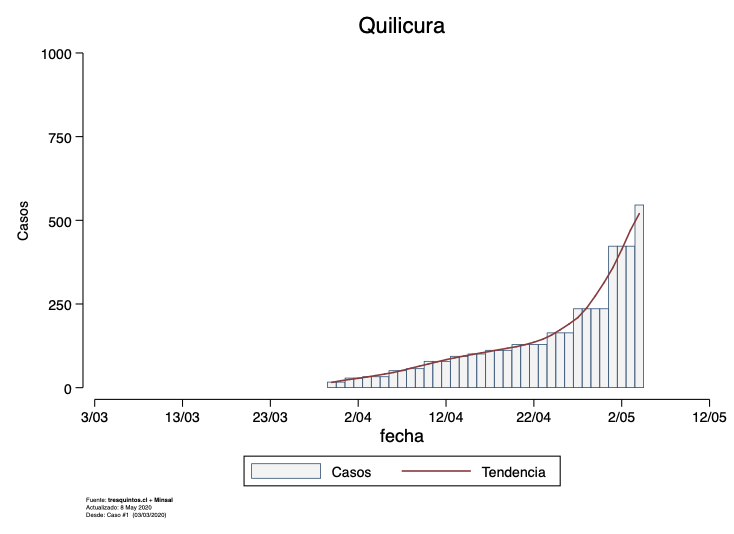 Quilicura
1000
750
500
250
0
Casos
3/03 13/03 23/03 2/04 12/04 22/04 2/05 12/05
fecha
Casos Tendencia
Fuente: tresquintos.cl + Minsal
Actualizado: 8 May 2020
Desde: Caso #1 (03/03/2020)